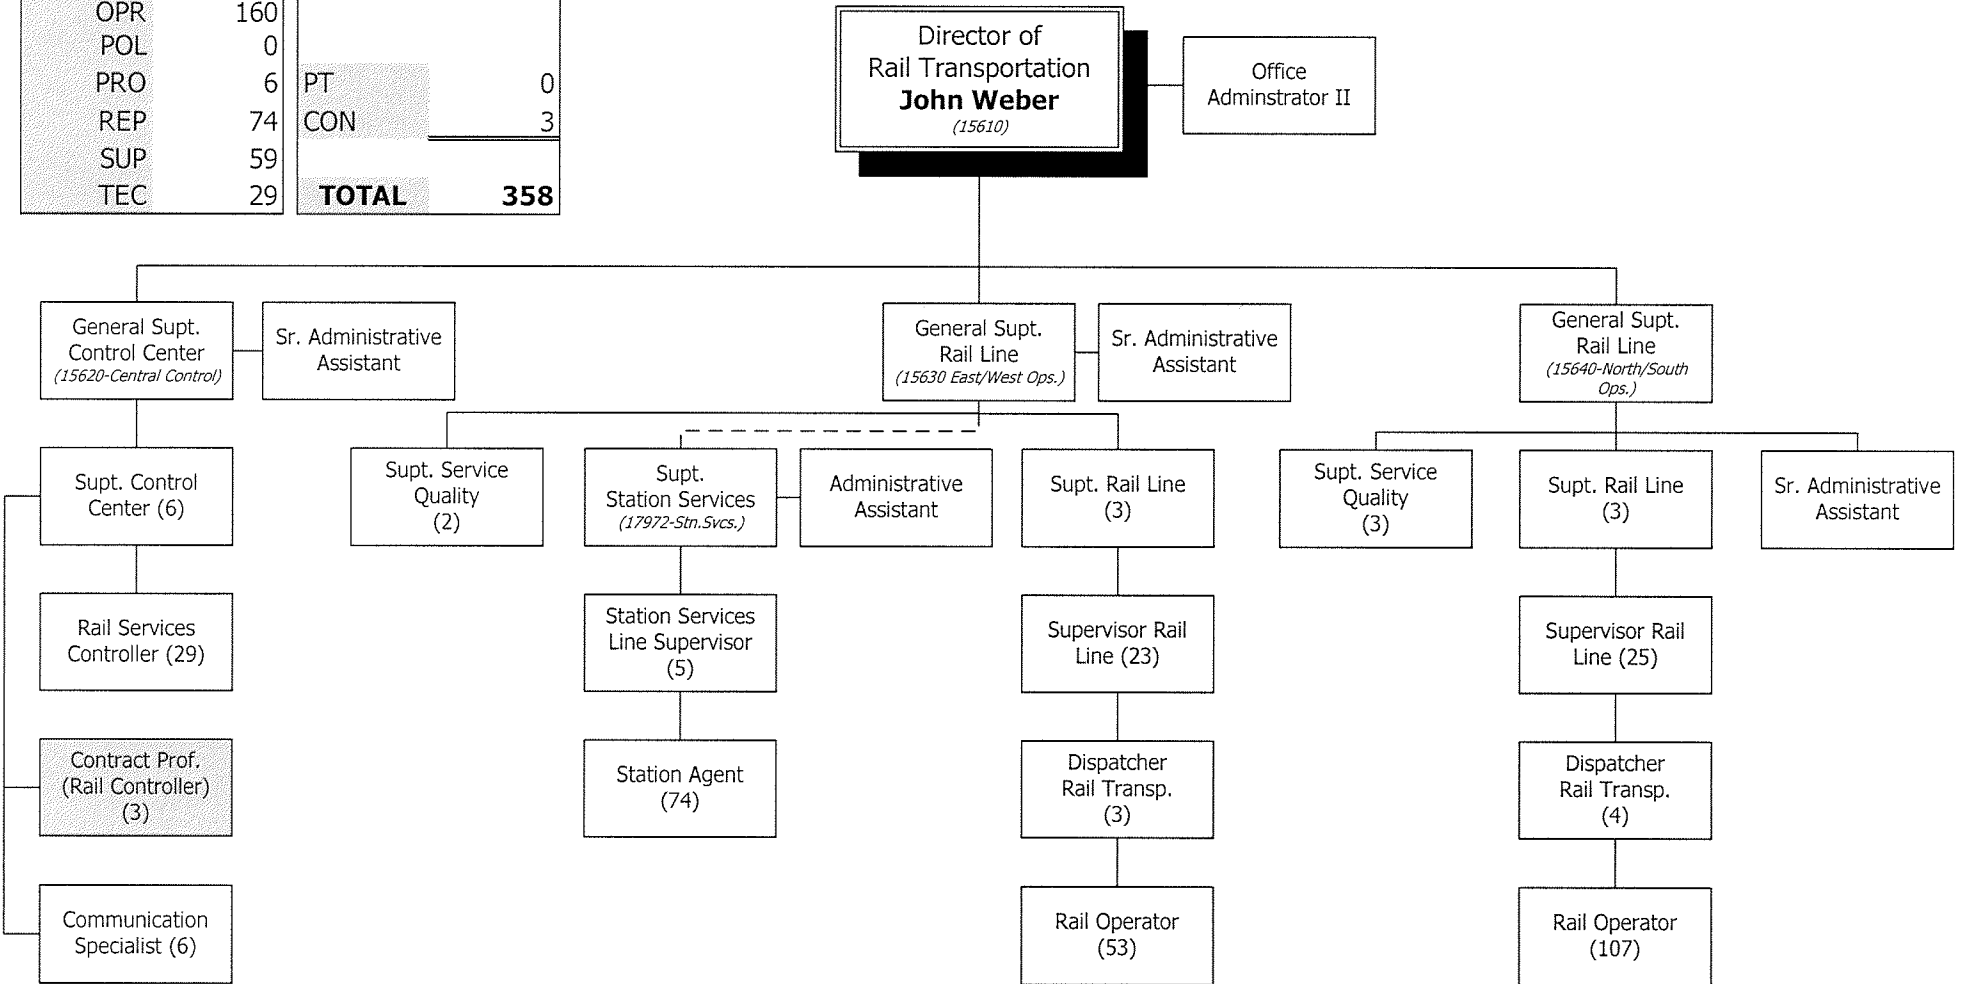 OPR 160
POL 0
PRO 6
REP 74
SUP 59
TEC 29
PT 0
CON 3
TOTAL 358
Director of
Rail Transportation
John Weber
(15610)
Office
Adminstrator II
General Supt.
Control Center
(15620-Central Control)
Sr. Administrative
Assistant
General Supt.
Rail Line
(15630 East/West Ops.)
Sr. Administrative
Assistant
General Supt.
Rail Line
(15640-North/South
Ops.)
Supt. Control
Center (6)
Supt. Service
Quality
(2)
Supt.
Station Services
(17972-Stn.Svcs.)
Administrative
Assistant
Supt. Rail Line
(3)
Supt. Service
Quality
(3)
Supt. Rail Line
(3)
Sr. Administrative
Assistant
Rail Services
Controller (29)
Station Services
Line Supervisor
(5)
Supervisor Rail
Line (23)
Supervisor Rail
Line (25)
Contract Prof.
(Rail Controller)
(3)
Station Agent
(74)
Dispatcher
Rail Transp.
(3)
Dispatcher
Rail Transp.
(4)
Communication
Specialist (6)
Rail Operator
(53)
Rail Operator
(107)